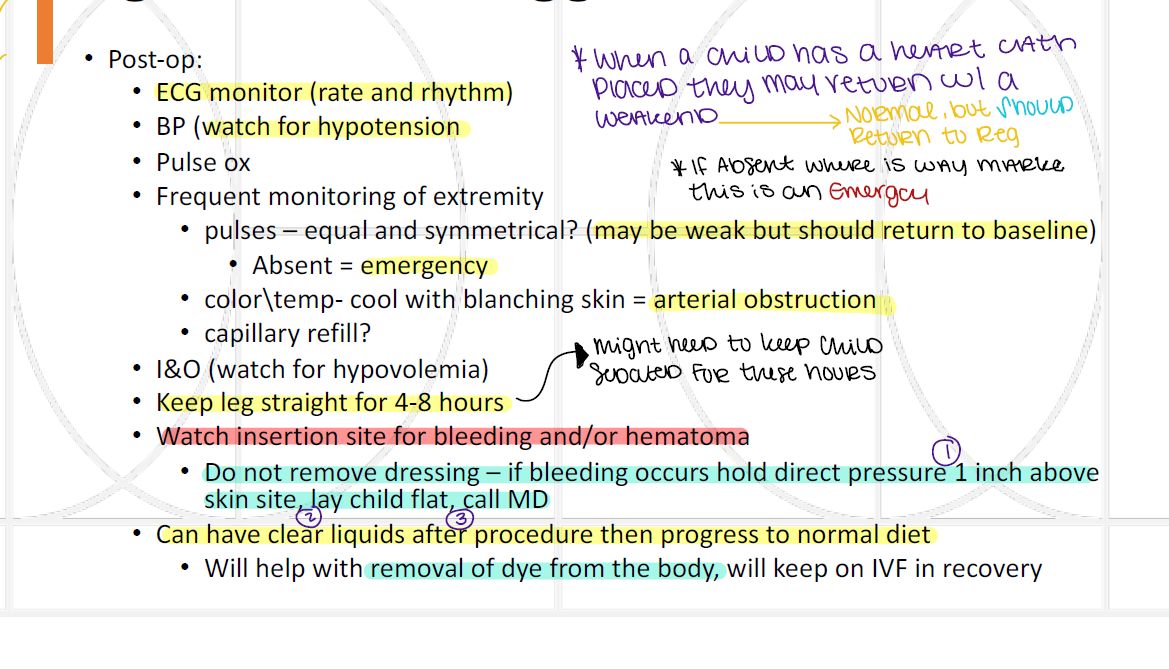 • Post-op:
• ECG monitor (rate and rhythm)
• BP (watch for hypotension
• Pulse ox
• Frequent monitoring of extremity
• pulses – equal and symmetrical? (may be weak but should return to baseline)
• Absent = emergency
• color\temp- cool with blanching skin = arterial obstruction
• capillary refill?
• I&O (watch for hypovolemia)
• Keep leg straight for 4-8 hours
• Watch insertion site for bleeding and/or hematoma
• Do not remove dressing – if bleeding occurs hold direct pressure 1 inch above
skin site, lay child flat, call MD
• Can have clear liquids after procedure then progress to normal diet
• Will help with removal of dye from the body, will keep on IVF in recovery
* When a child has a heart cath
placed they may return w/ a
weakend
Normal, but should
return to reg
* If absent where is way marke
this is an Emergcy
might need to keep child
sedated for these hours
1
2
3